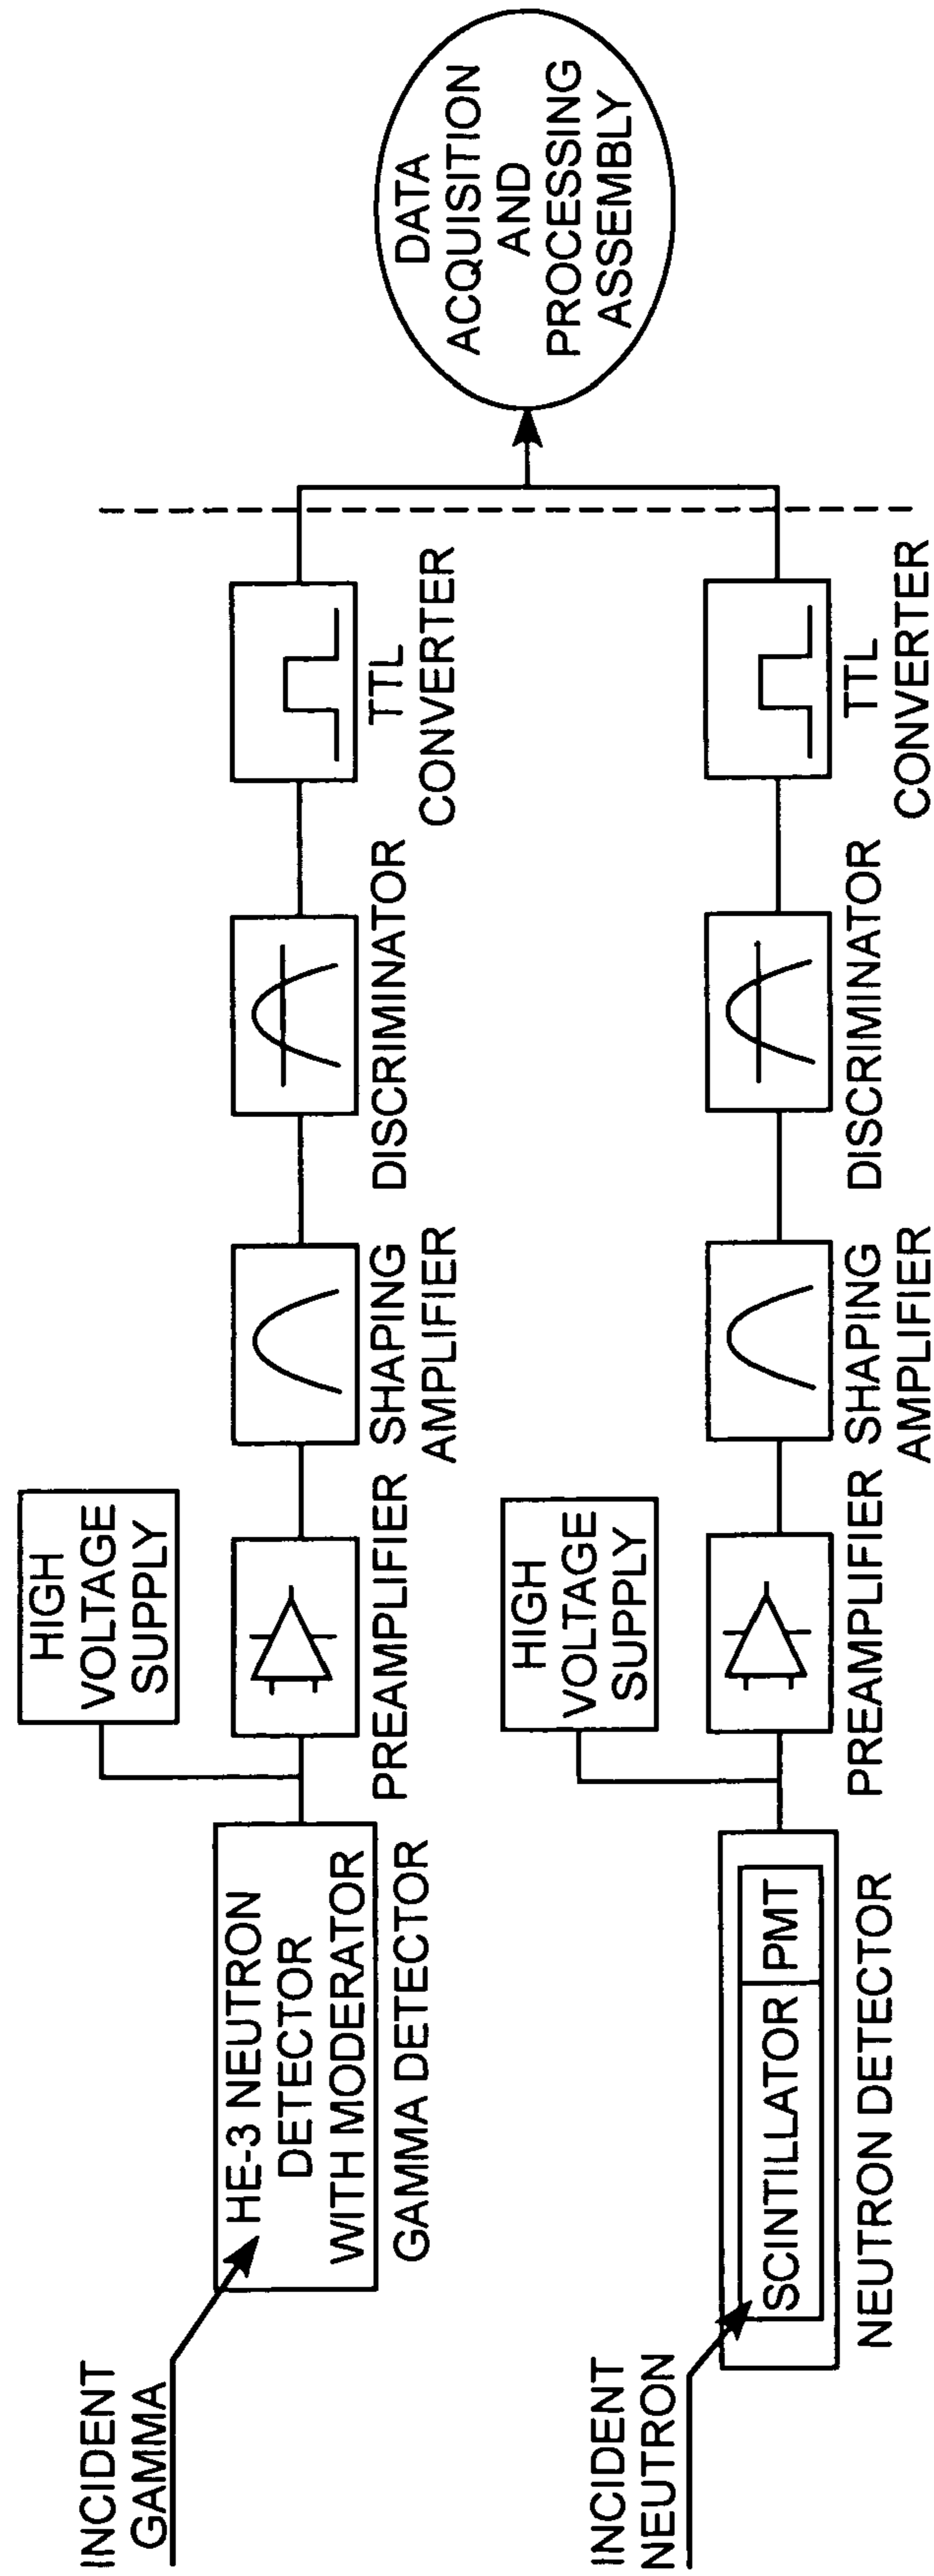 INCIDENT
GAMMA
HE-3 NEUTRON
DETECTOR
WITH MODERATOR
GAMMA DETECTOR
HIGH
VOLTAGE
SUPPLY
PREAMPLIFIER
SHAPING
AMPLIFIER
DISCRIMINATOR
TTL
CONVERTER
INCIDENT
NEUTRON
SCINTILLATOR
PMT
NEUTRON DETECTOR
HIGH
VOLTAGE
SUPPLY
PREAMPLIFIER
SHAPING
AMPLIFIER
DISCRIMINATOR
TTL
CONVERTER
DATA
ACQUISITION
AND
PROCESSING
ASSEMBLY